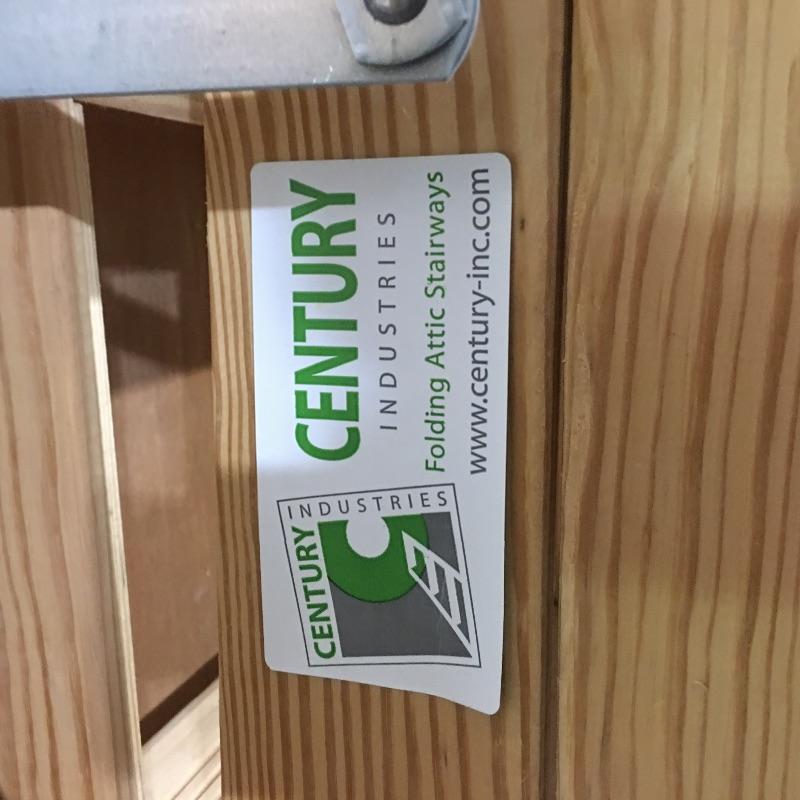 CENTURY
INDUSTRIES
CENTURY
INDUSTRIES
Folding Attic Stairways
www.century-inc.com